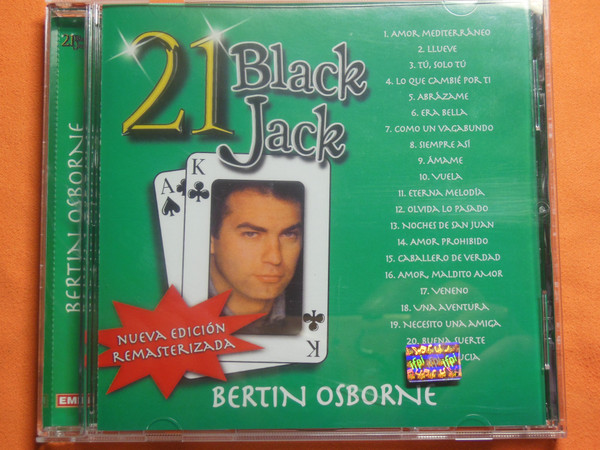 21
BERTIN OSBORNE
EMI
21 Black
Jack
A
K
K
NUEVA EDICIÓN
REMASTERIZADA
BERTIN OSBORNE
1. AMOR MEDITERRÁNEO
2. LLUEVE
3. TÚ, SOLO TÚ
4. LO QUE CAMBIÉ POR TI
5. ABRÁZAME
6. ERA BELLA
7. COMO UN VAGABUNDO
8. SIEMPRE ASÍ
9. ÁMAME
10. VUELA
11. ETERNA MELODÍA
12. OLVIDA LO PASADO
13. NOCHES DE SAN JUAN
14. AMOR PROHIBIDO
15. CABALLERO DE VERDAD
16. AMOR, MALDITO AMOR
17. VENENO
18. UNA AVENTURA
19. NECESITO UNA AMIGA
20. BUENA SUERTE